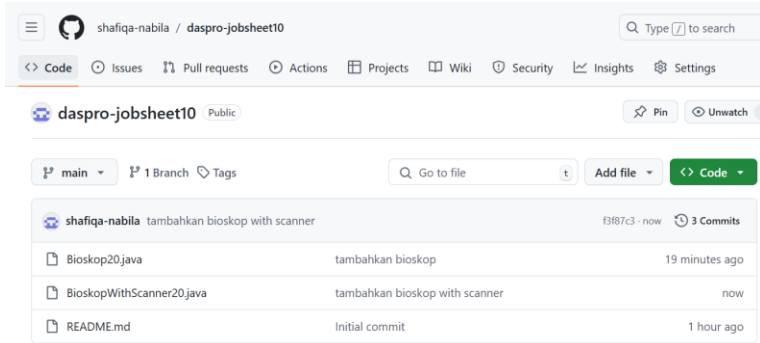 shafiqa-nabila / daspro-jobsheet10 Type / to search
<> Code Issues Pull requests Actions Projects Wiki Security Insights Settings
daspro-jobsheet10 Public Pin Unwatch
main 1 Branch Tags Go to file t Add file <> Code
shafiqa-nabila tambahkan bioskop with scanner f3f87c3 · now 3 Commits
Bioskop20.java tambahkan bioskop 19 minutes ago
BioskopWithScanner20.java tambahkan bioskop with scanner now
README.md Initial commit 1 hour ago